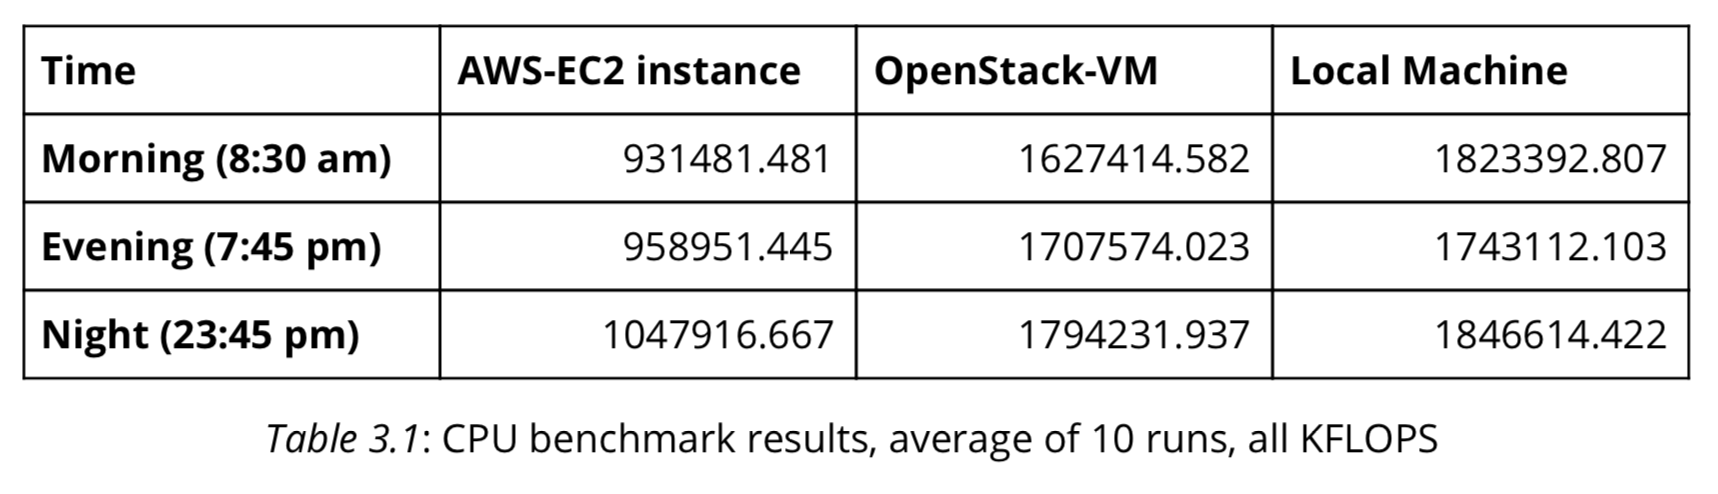 Time AWS-EC2 instance OpenStack-VM Local Machine
Morning (8:30 am) 931481.481 1627414.582 1823392.807
Evening (7:45 pm) 958951.445 1707574.023 1743112.103
Night (23:45 pm) 1047916.667 1794231.937 1846614.422
Table 3.1: CPU benchmark results, average of 10 runs, all KFLOPS